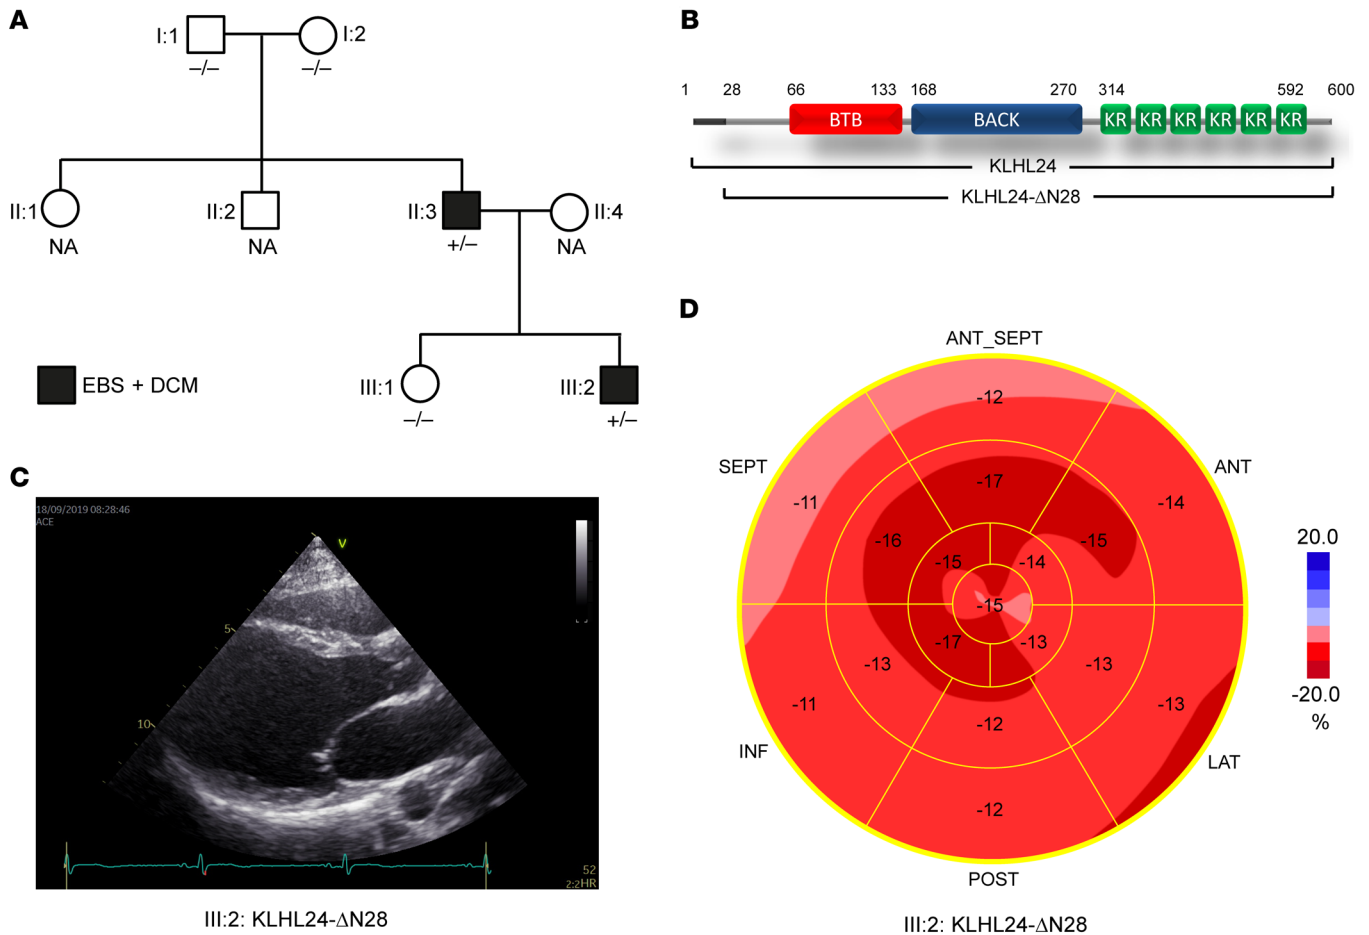 A
I:1
I:2
–/–
–/–
II:1
II:2
II:3
II:4
NA
NA
+/–
NA
EBS + DCM
III:1
III:2
–/–
+/–
B
1 28 66 133 168 270 314 592 600
BTB BACK KR KR KR KR KR KR
KLHL24
KLHL24-ΔN28
C
18/09/2019 08:28:46
ACE
V
5
10
52
2:2HR
III:2: KLHL24-ΔN28
D
ANT_SEPT
-12
SEPT
ANT
-17
-11
-14
-16
-15
-15
-14
-15
-17
-13
-13
-13
-11
-13
-12
INF
LAT
-12
POST
20.0
-20.0
%
III:2: KLHL24-ΔN28